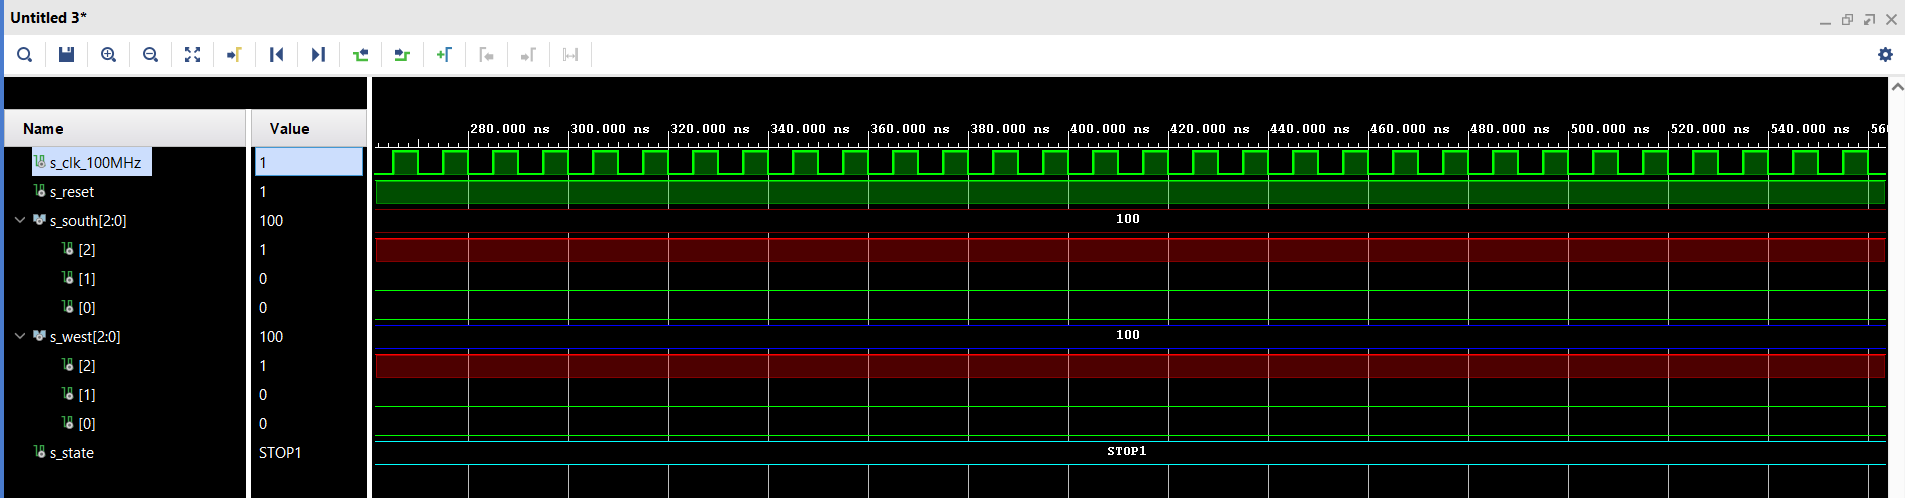 Untitled 3*
Name Value
280.000 ns 300.000 ns 320.000 ns 340.000 ns 360.000 ns 380.000 ns 400.000 ns 420.000 ns 440.000 ns 460.000 ns 480.000 ns 500.000 ns 520.000 ns 540.000 ns 560
s_clk_100MHz 1
s_reset 1
s_south[2:0] 100 100
[2] 1
[1] 0
[0] 0
s_west[2:0] 100 100
[2] 1
[1] 0
[0] 0
s_state STOP1 STOP1